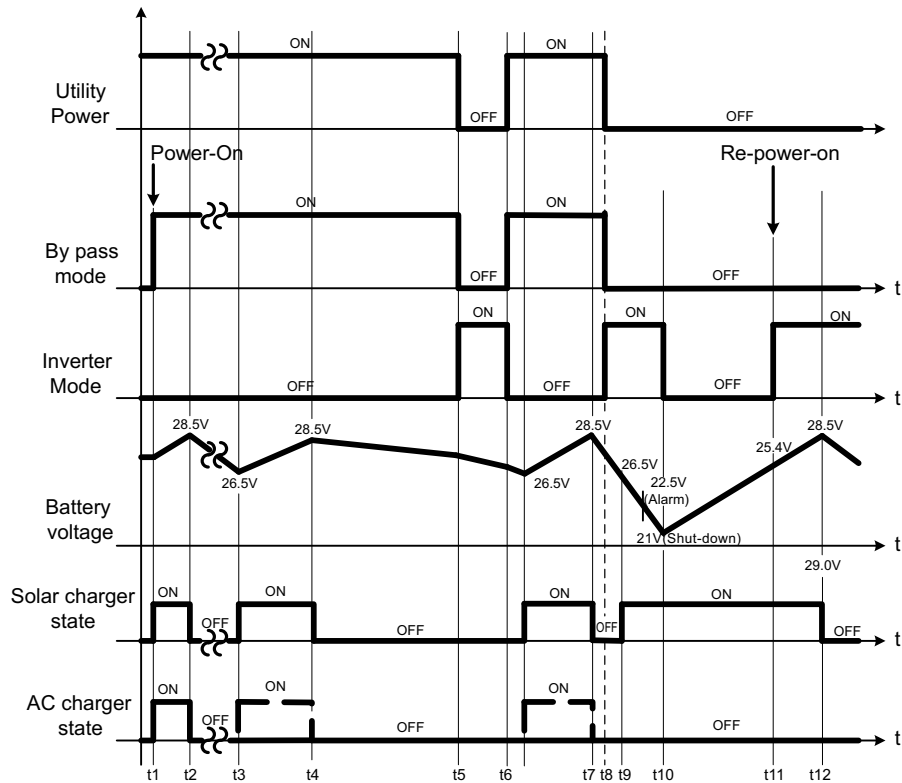 ON
ON
Utility
Power
OFF
OFF
Power-On
Re-power-on
ON
ON
By pass
mode
OFF
OFF
t
ON
ON
ON
Inverter
Mode
OFF
OFF
OFF
t
28.5V
28.5V
28.5V
28.5V
26.5V
26.5V
26.5V
25.4V
22.5V
(Alarm)
Battery
voltage
21V(Shut-down)
t
29.0V
Solar charger
state
ON
OFF
ON
OFF
ON
OFF
ON
OFF
t
AC charger
state
ON
OFF
ON
OFF
ON
OFF
t
t1 t2 t3 t4 t5 t6 t7 t8 t9 t10 t11 t12